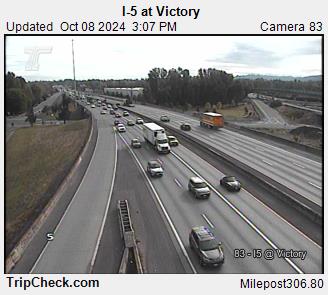 I-5 at Victory
Updated Oct 08 2024 3:07 PM Camera 83
T
S
83 - I5 @ Victory
TripCheck.com Milepost306.80